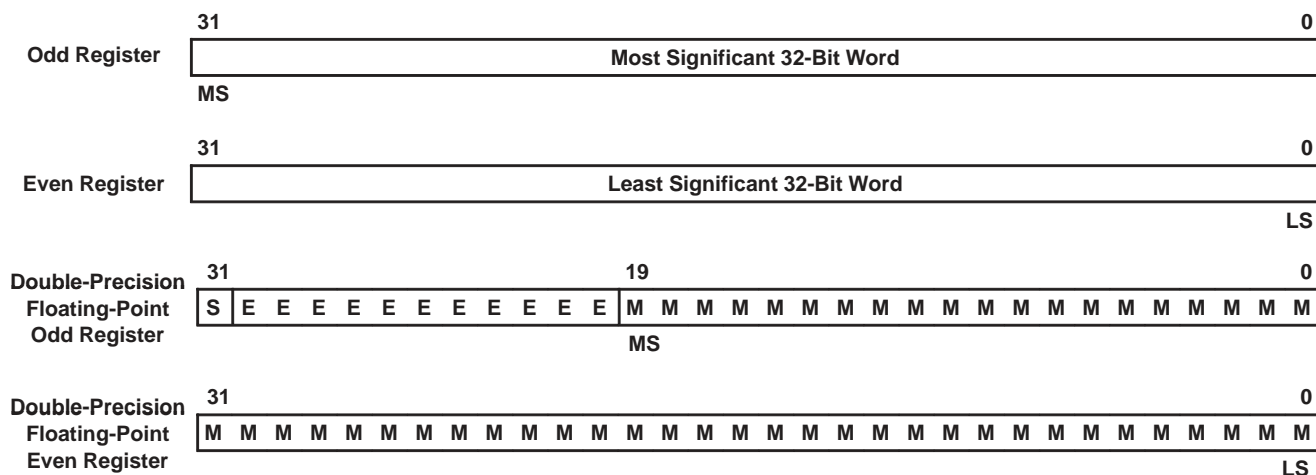 31 0
Odd Register Most Significant 32-Bit Word
MS
31 0
Even Register Least Significant 32-Bit Word
LS
31 19 0
Double-Precision
Floating-Point
Odd Register
S E E E E E E E E E E E M M M M M M M M M M M M M M M M M M M M
MS
31 0
Double-Precision
Floating-Point
Even Register
M M M M M M M M M M M M M M M M M M M M M M M M M M M M M M M M
LS